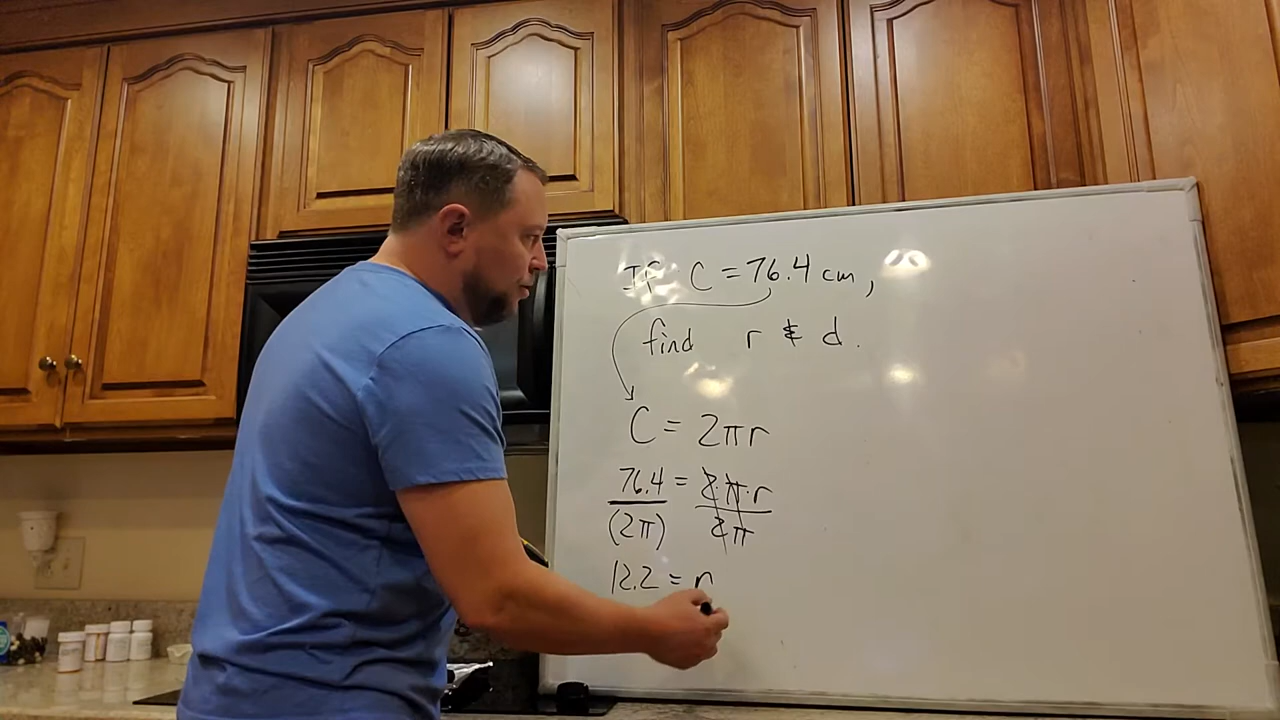 If C = 76.4 cm,
find r & d.
C = 2πr
76.4 = 2·π·r
(2π) 2π
12.2 = r